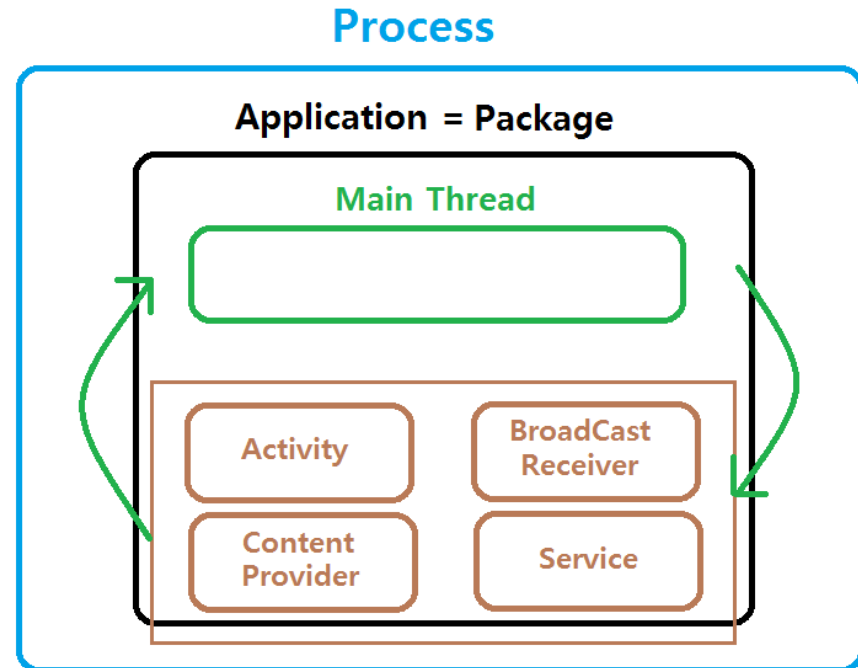 Process
Application = Package
Main Thread
Activity
BroadCast
Receiver
Content
Provider
Service